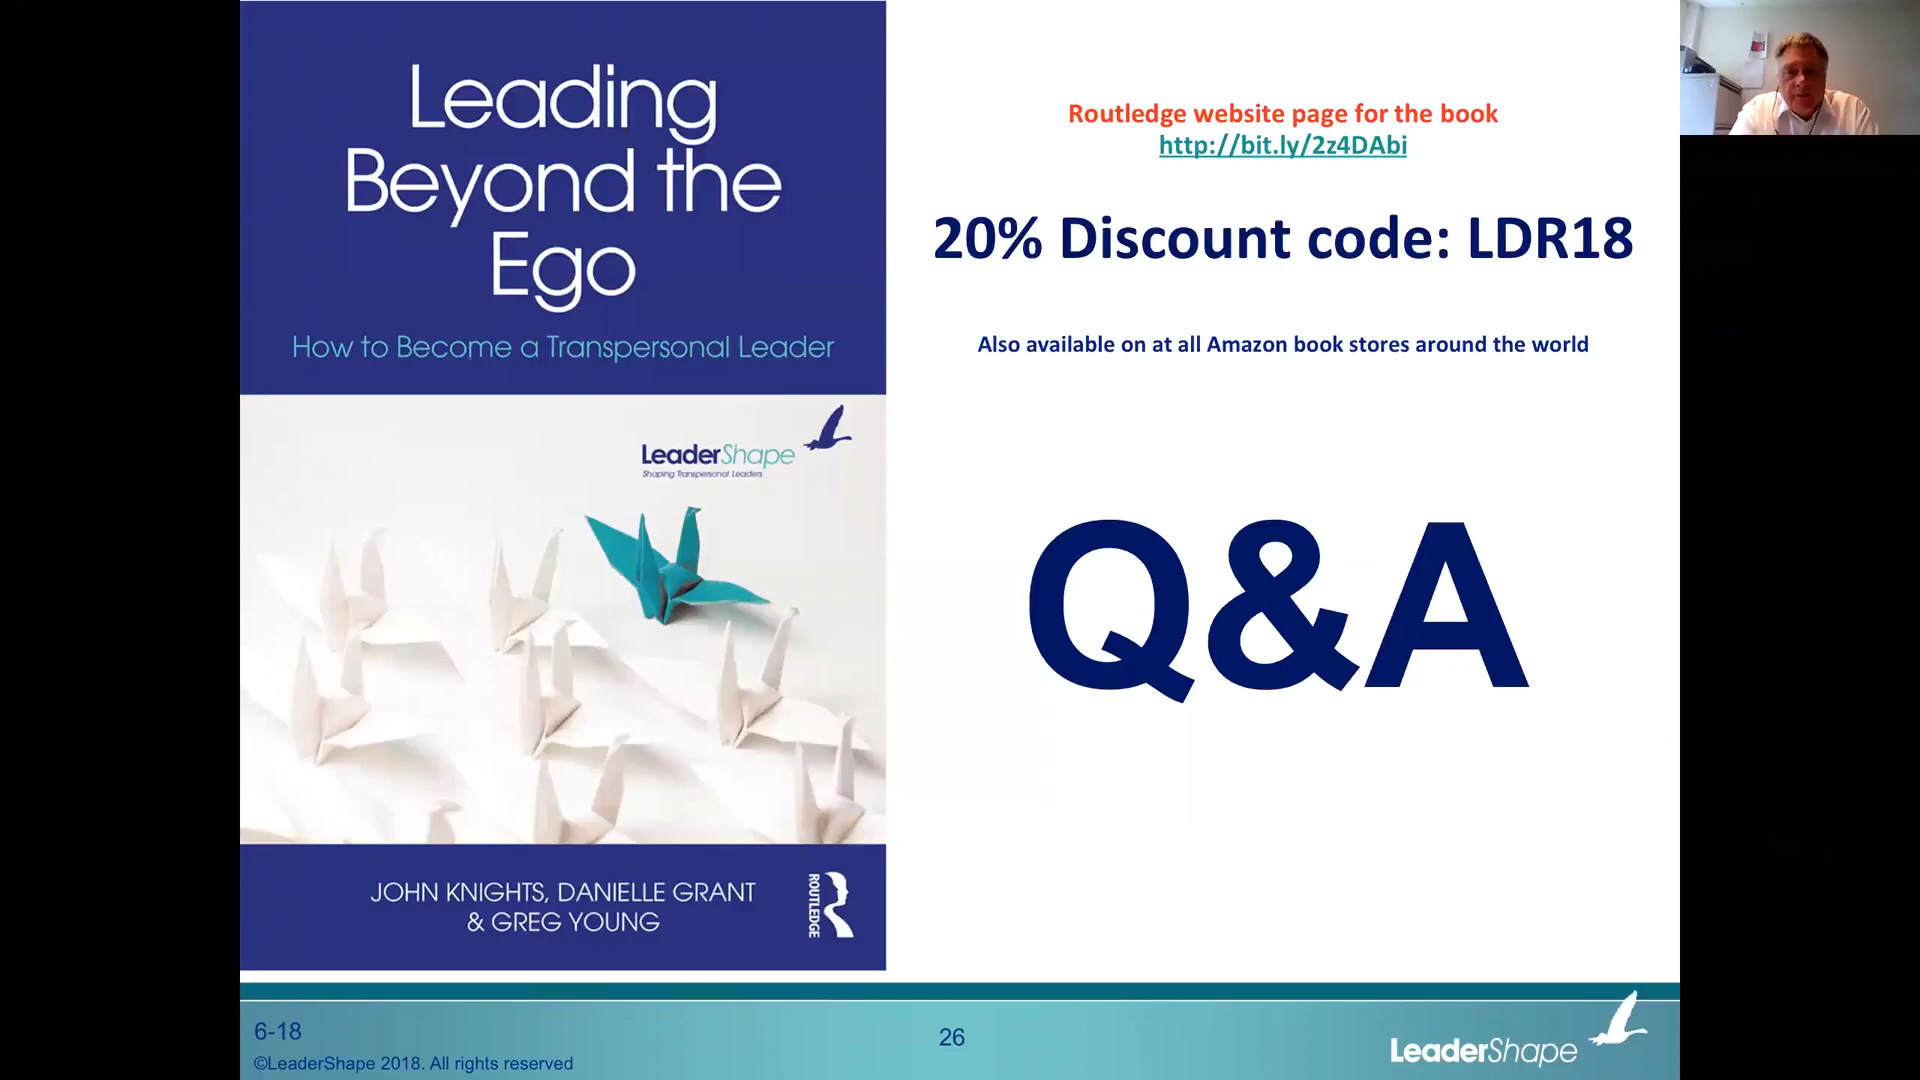 Leading
Beyond the
Ego
How to Become a Transpersonal Leader
LeaderShape
Shaping Transpersonal Leaders
JOHN KNIGHTS, DANIELLE GRANT
& GREG YOUNG
ROUTLEDGE
Routledge website page for the book
http://bit.ly/2z4DAbi
20% Discount code: LDR18
Also available on at all Amazon book stores around the world
Q&A
6-18
©LeaderShape 2018. All rights reserved
26
LeaderShape